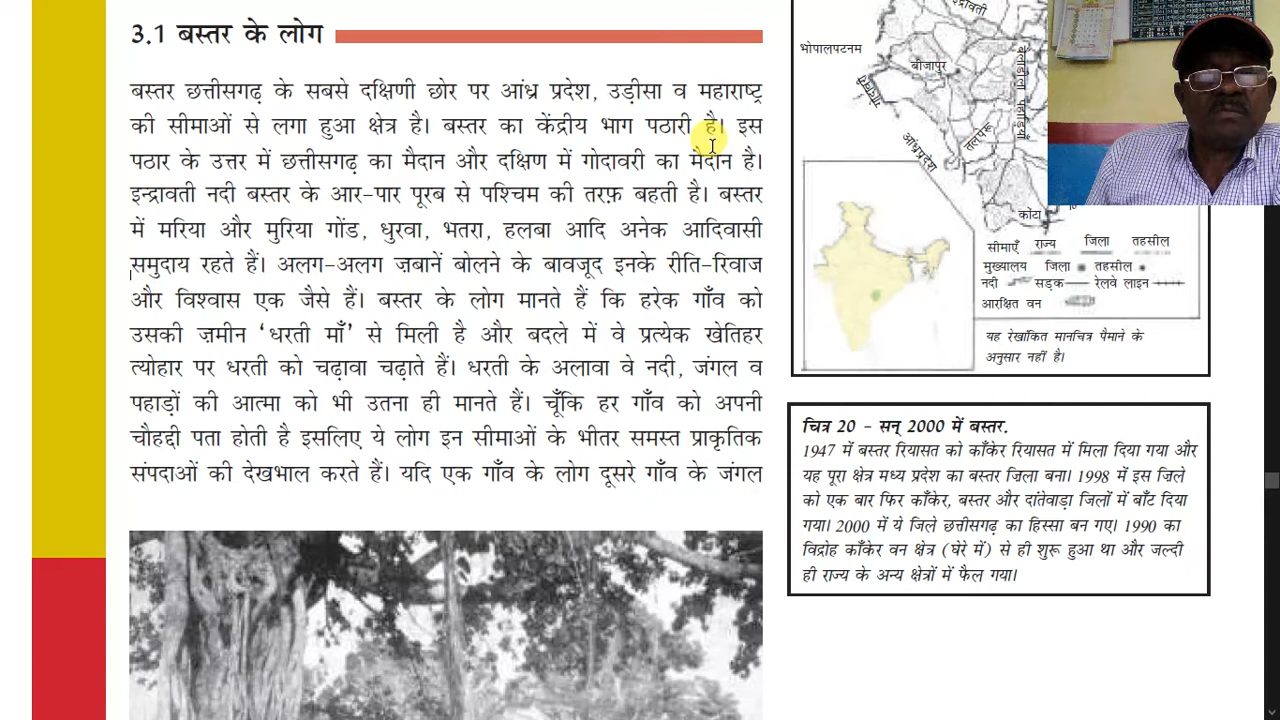 3.1 बस्तर के लोग
बस्तर छत्तीसगढ़ के सबसे दक्षिणी छोर पर आंध्र प्रदेश, उड़ीसा व महाराष्ट्र
की सीमाओं से लगा हुआ क्षेत्र है। बस्तर का केंद्रीय भाग पठारी है। इस
पठार के उत्तर में छत्तीसगढ़ का मैदान और दक्षिण में गोदावरी का मैदान है।
इन्द्रावती नदी बस्तर के आर-पार पूरब से पश्चिम की तरफ़ बहती है। बस्तर
में मरिया और मुरिया गोंड, धुरवा, भतरा, हलबा आदि अनेक आदिवासी
समुदाय रहते हैं। अलग-अलग ज़बानें बोलने के बावजूद इनके रीति-रिवाज
और विश्वास एक जैसे हैं। बस्तर के लोग मानते हैं कि हरेक गाँव को
उसकी ज़मीन ‘धरती माँ’ से मिली है और बदले में वे प्रत्येक खेतिहर
त्योहार पर धरती को चढ़ावा चढ़ाते हैं। धरती के अलावा वे नदी, जंगल व
पहाड़ों की आत्मा को भी उतना ही मानते हैं। चूँकि हर गाँव को अपनी
चौहद्दी पता होती है इसलिए ये लोग इन सीमाओं के भीतर समस्त प्राकृतिक
संपदाओं की देखभाल करते हैं। यदि एक गाँव के लोग दूसरे गाँव के जंगल
इंद्रावती
भोपालपटनम
बीजापुर
बैलाडीला पहाड़ियाँ
गोदावरी
आंध्रप्रदेश
तलपेरू
कोंटा
सीमाएँ राज्य जिला तहसील
मुख्यालय जिला तहसील
नदी सड़क रेलवे लाइन
आरक्षित वन
यह रेखांकित मानचित्र पैमाने के
अनुसार नहीं है।
चित्र 20 - सन् 2000 में बस्तर.
1947 में बस्तर रियासत को काँकेर रियासत में मिला दिया गया और
यह पूरा क्षेत्र मध्य प्रदेश का बस्तर जिला बना। 1998 में इस जिले
को एक बार फिर काँकेर, बस्तर और दांतेवाड़ा जिलों में बाँट दिया
गया। 2000 में ये जिले छत्तीसगढ़ का हिस्सा बन गए। 1990 का
विद्रोह काँकेर वन क्षेत्र (घेरे में) से ही शुरू हुआ था और जल्दी
ही राज्य के अन्य क्षेत्रों में फैल गया।